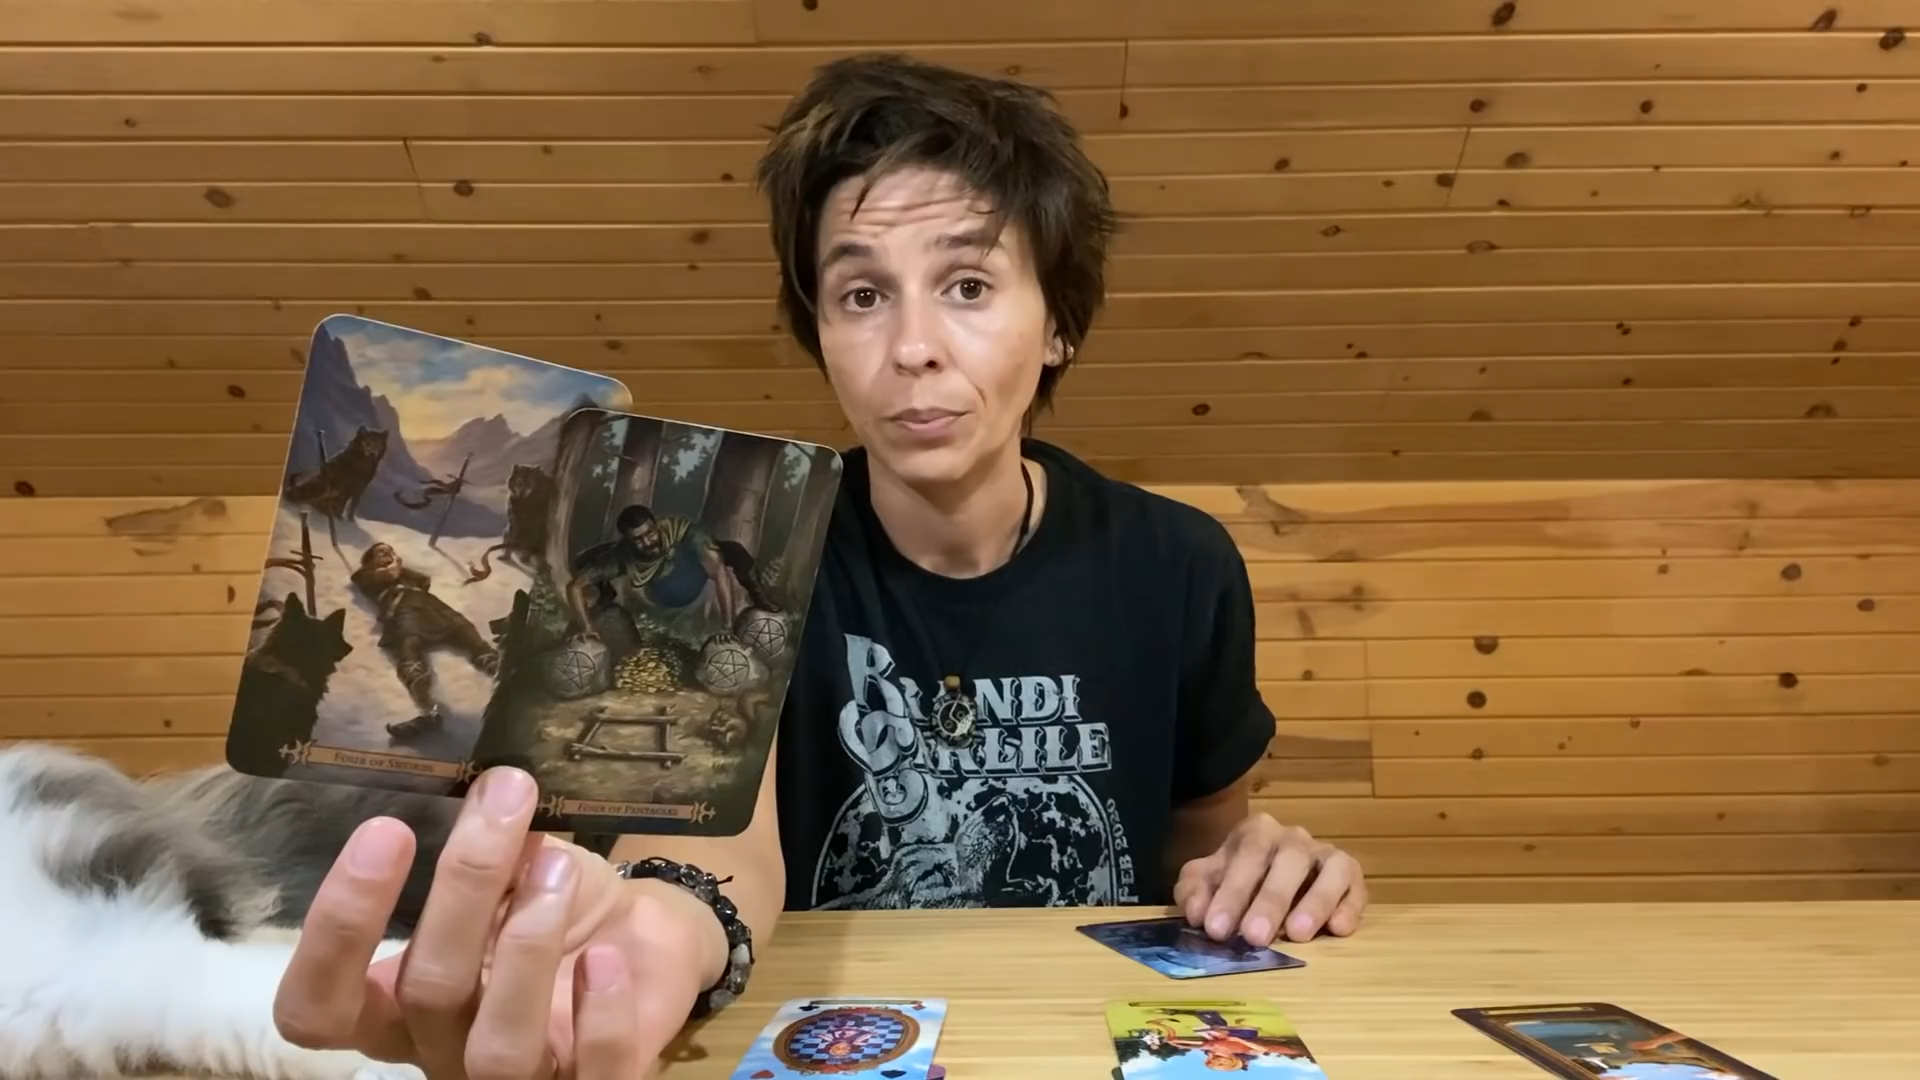 FOUR OF SWORDS
FOUR OF PENTACLES
BRANDI
CARLILE
FEB 2020